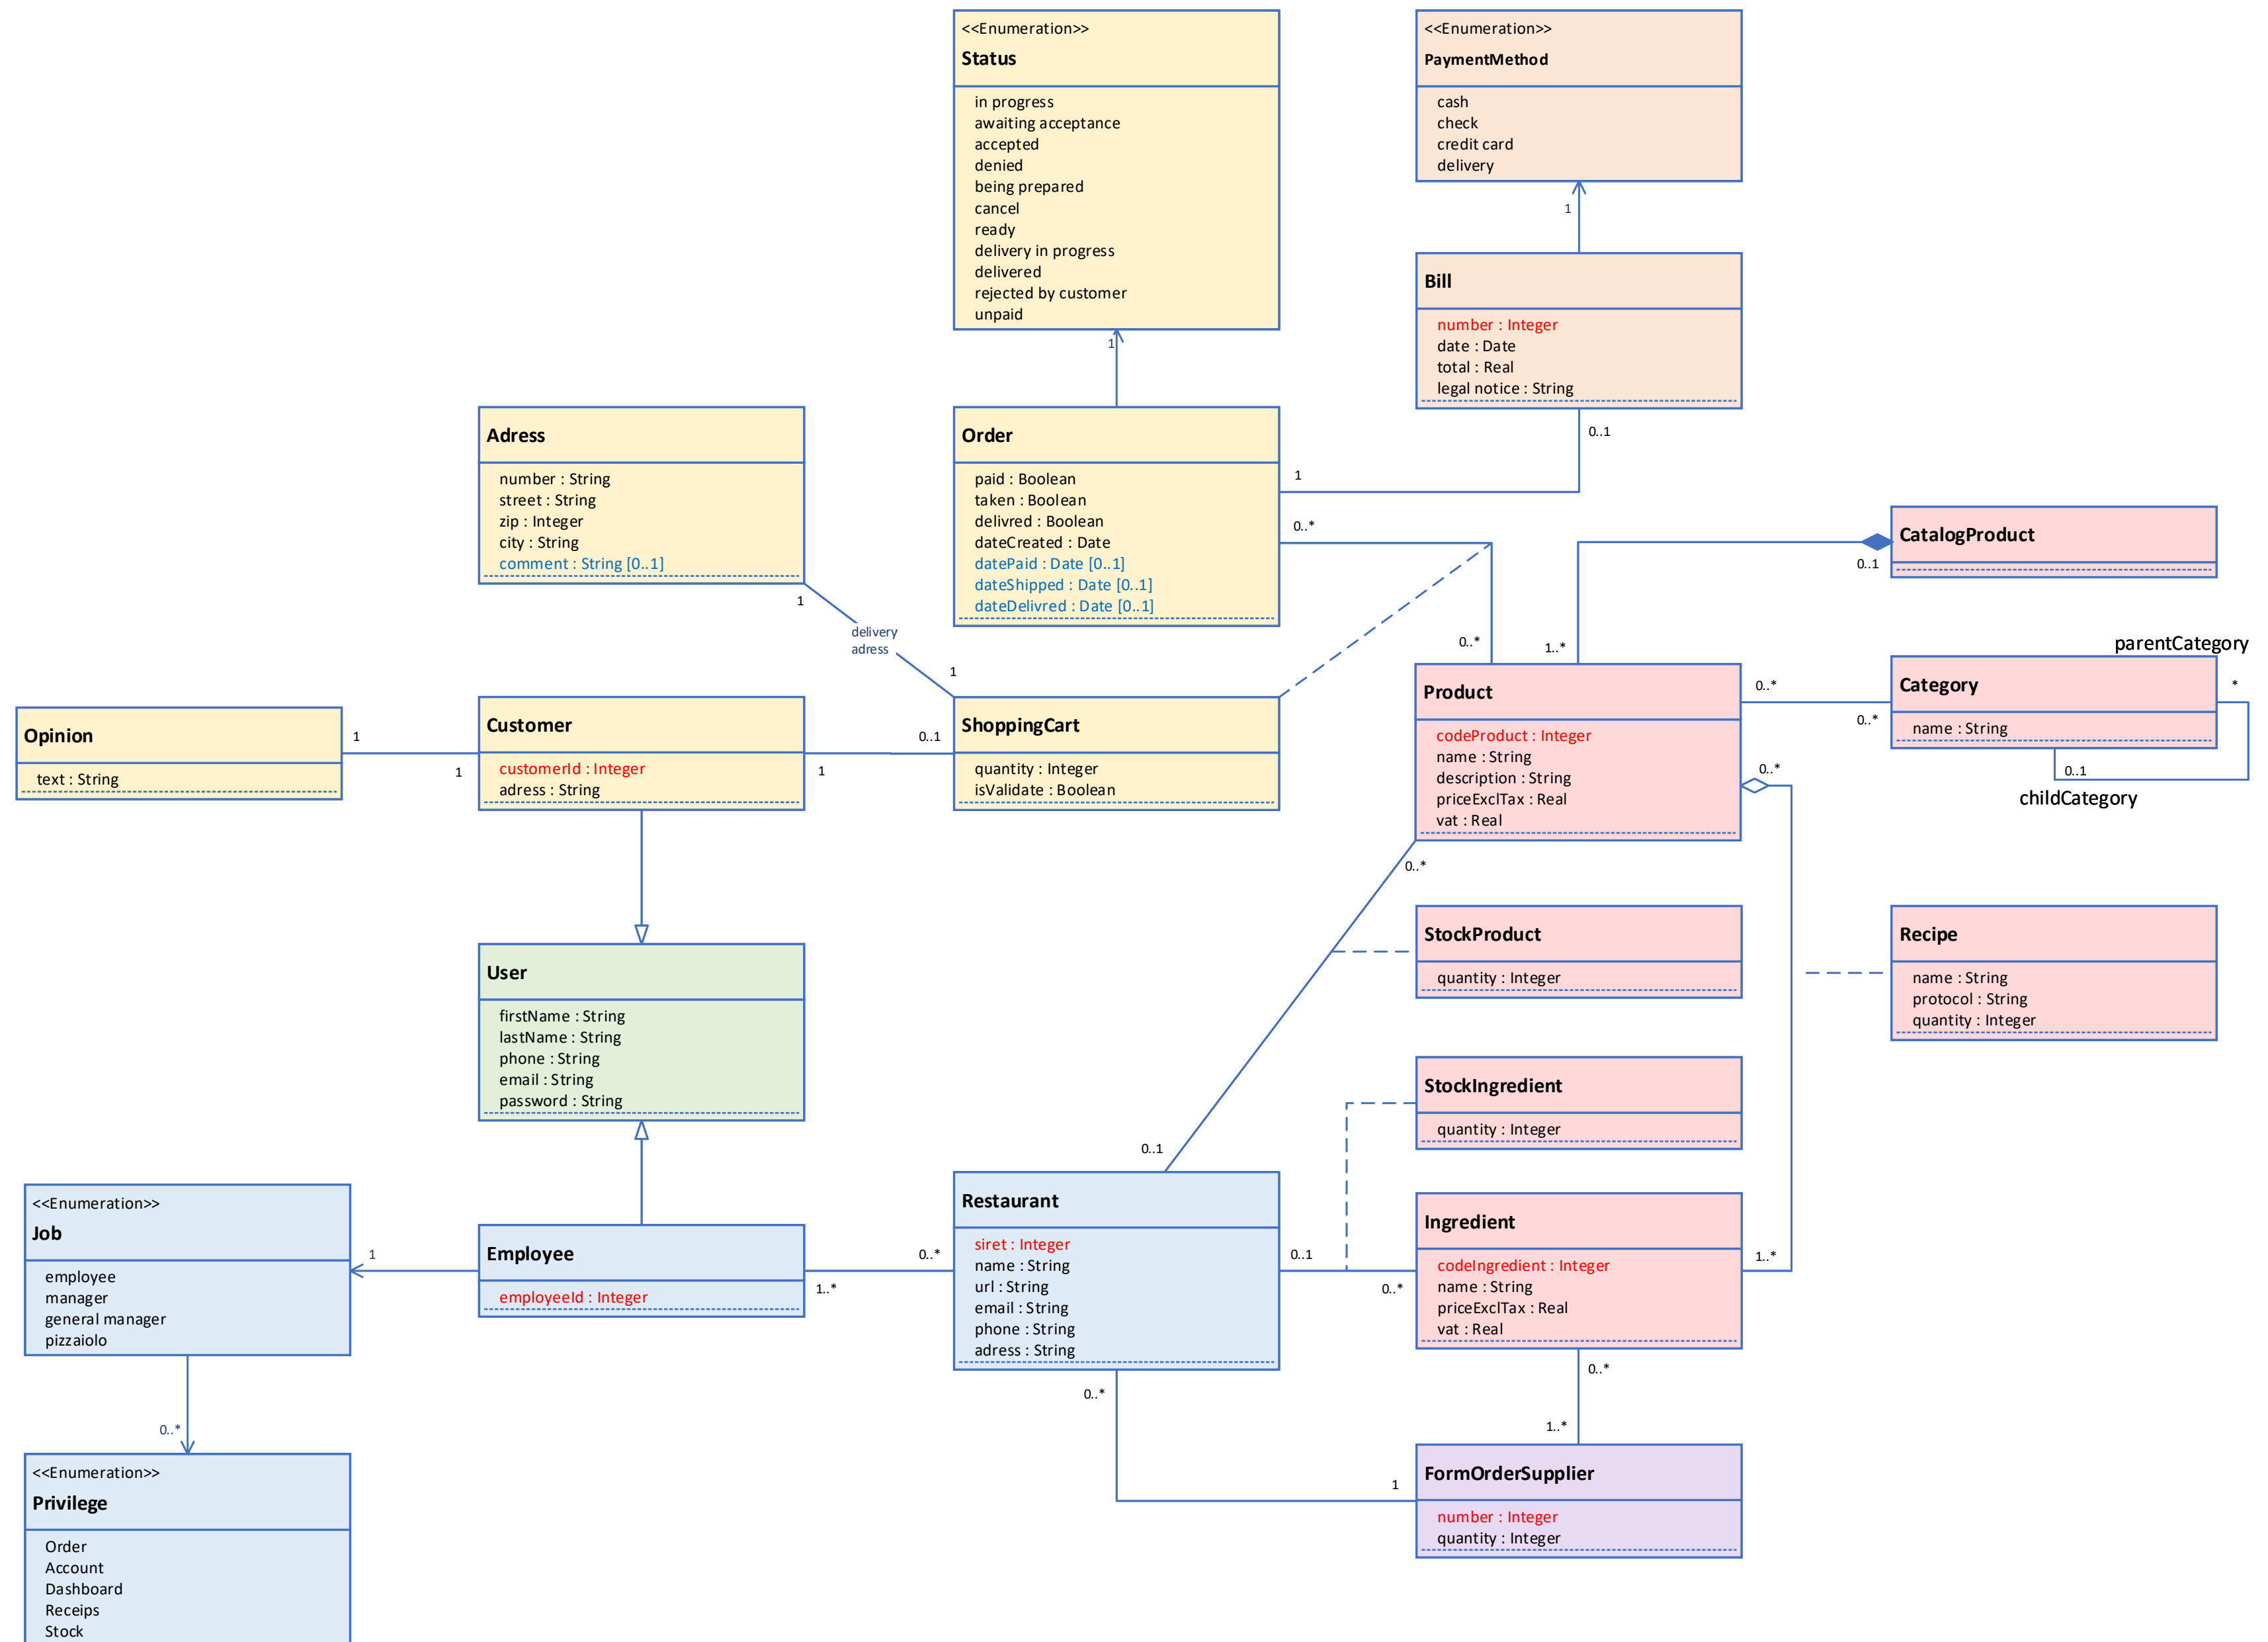 <<Enumeration>>
Status
in progress
awaiting acceptance
accepted
denied
being prepared
cancel
ready
delivery in progress
delivered
rejected by customer
unpaid
1
<<Enumeration>>
PaymentMethod
cash
check
credit card
delivery
1
Bill
number : Integer
date : Date
total : Real
legal notice : String
0..1
Adress
number : String
street : String
zip : Integer
city : String
comment : String [0..1]
1
delivery
adress
1
Order
paid : Boolean
taken : Boolean
delivred : Boolean
dateCreated : Date
datePaid : Date [0..1]
dateShipped : Date [0..1]
dateDelivred : Date [0..1]
1
0..*
0..*
1..*
CatalogProduct
0..1
parentCategory
Category
name : String
*
0..1
childCategory
0..*
0..*
Product
codeProduct : Integer
name : String
description : String
priceExclTax : Real
vat : Real
0..*
0..*
Opinion
text : String
1
1
Customer
customerId : Integer
adress : String
0..1
1
ShoppingCart
quantity : Integer
isValidate : Boolean
User
firstName : String
lastName : String
phone : String
email : String
password : String
StockProduct
quantity : Integer
Recipe
name : String
protocol : String
quantity : Integer
StockIngredient
quantity : Integer
0..1
<<Enumeration>>
Job
employee
manager
general manager
pizzaiolo
1
Employee
employeeId : Integer
0..*
1..*
Restaurant
siret : Integer
name : String
url : String
email : String
phone : String
adress : String
0..1
0..*
Ingredient
codeIngredient : Integer
name : String
priceExclTax : Real
vat : Real
1..*
0..*
0..*
1..*
1
FormOrderSupplier
number : Integer
quantity : Integer
0..*
<<Enumeration>>
Privilege
Order
Account
Dashboard
Receips
Stock